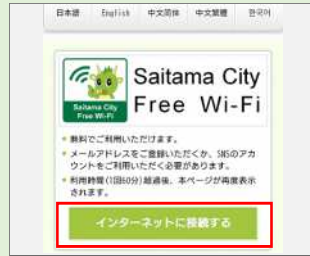 日本語 English 中文简体 中文繁體 한국어
Saitama City
Free Wi-Fi
Saitama City
Free Wi-Fi
無料でご利用いただけます。
メールアドレスをご登録いただくか、SNSのアカ
ウントをご利用いただく必要があります。
利用時間(1回60分)超過後、本ページが再度表示
されます。
インターネットに接続する